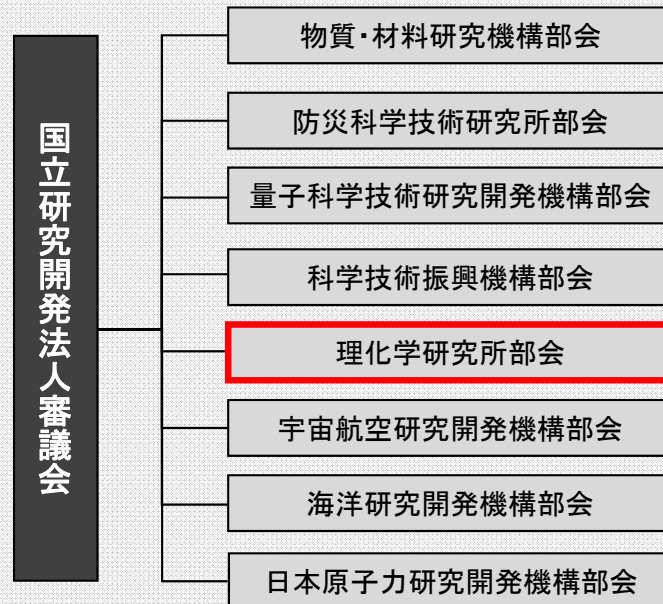 国立研究開発法人審議会
物質・材料研究機構部会
防災科学技術研究所部会
量子科学技術研究開発機構部会
科学技術振興機構部会
理化学研究所部会
宇宙航空研究開発機構部会
海洋研究開発機構部会
日本原子力研究開発機構部会